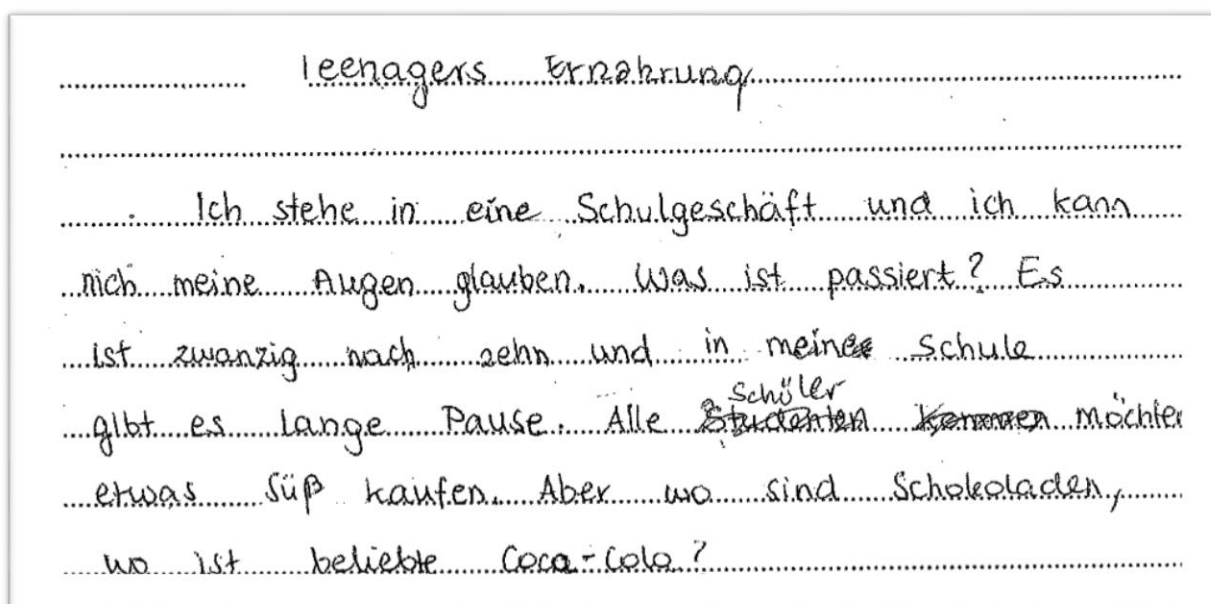 Teenagers Ernährung
Ich stehe in eine Schulgeschäft und ich kann
nich meine Augen glauben. Was ist passiert? Es
ist zwanzig nach zehn und in meine Schule
gibt es lange Pause. Alle Schüler möchten
etwas Süß kaufen. Aber wo sind Schokoladen,
wo ist beliebte Coca-Cola?